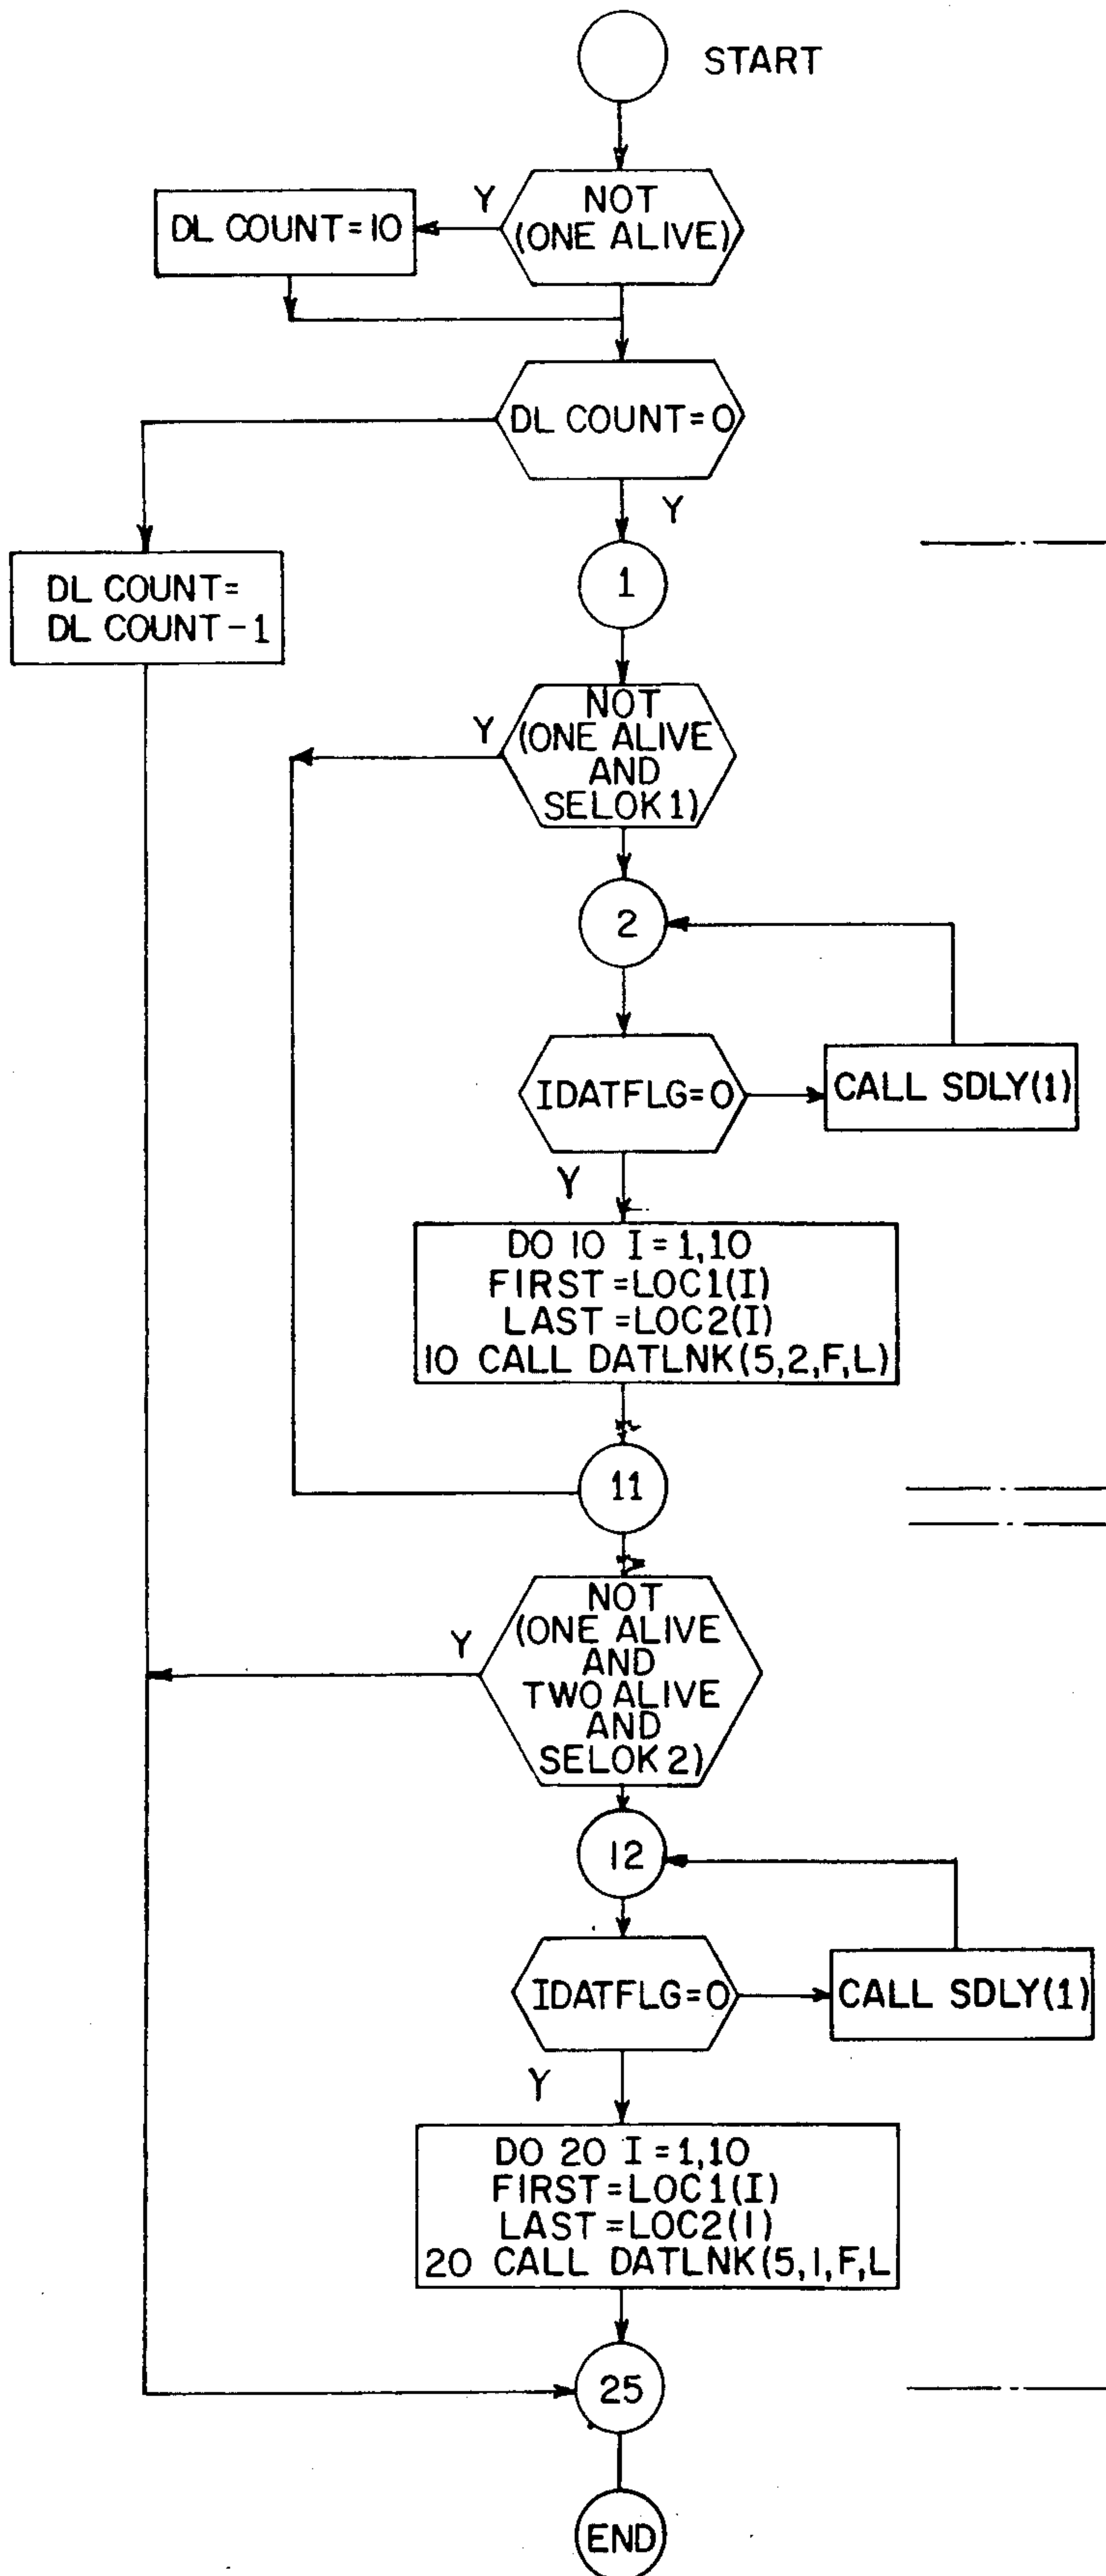 START
Y
NOT
(ONE ALIVE)
DL COUNT=10
DL COUNT=0
Y
DL COUNT=
DL COUNT-1
1
Y
NOT
(ONE ALIVE
AND
SELOK1)
2
IDATFLG=0
CALL SDLY(1)
Y
DO 10 I=1,10
FIRST=LOC1(I)
LAST=LOC2(I)
10 CALL DATLNK(5,2,F,L)
11
Y
NOT
(ONE ALIVE
AND
TWO ALIVE
AND
SELOK2)
12
IDATFLG=0
CALL SDLY(1)
Y
DO 20 I=1,10
FIRST=LOC1(I)
LAST=LOC2(I)
20 CALL DATLNK(5,1,F,L
25
END